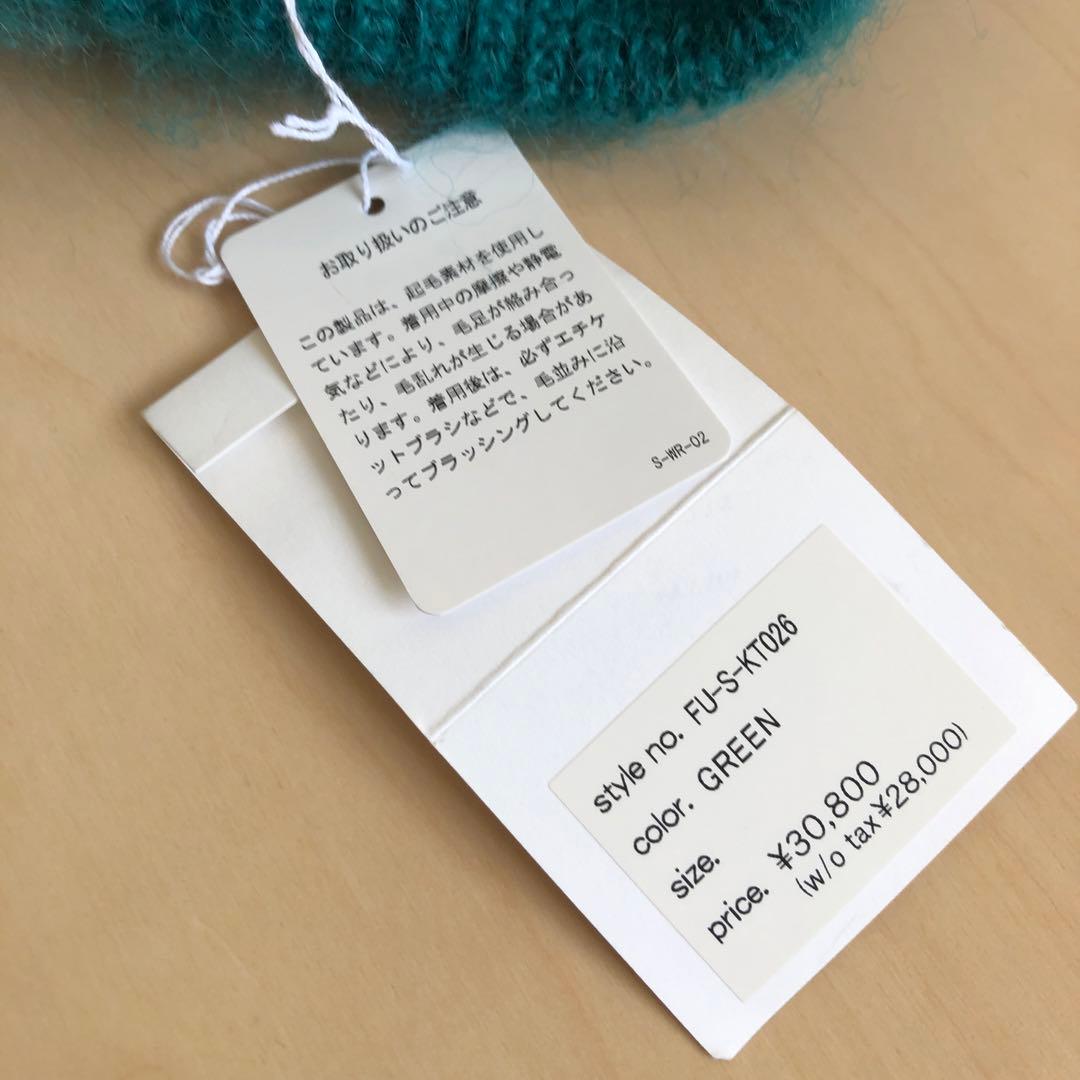 お取り扱いのご注意
この製品は、起毛素材を使用し
ています。着用中の摩擦や静電
気などにより、毛足が絡み合っ
たり、毛乱れが生じる場合があ
ります。着用後は、必ずエチケ
ットブラシなどで、毛並みに沿
ってブラッシングしてください。
S-WR-02
style no. FU-S-KT026
color. GREEN
size.
price. ¥30,800
(w/o tax¥28,000)